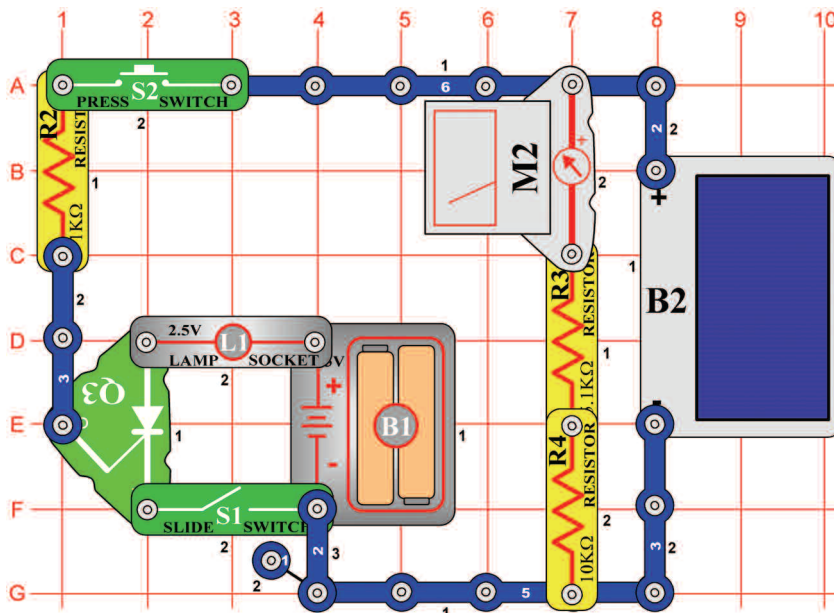 1 2 3 4 5 6 7 8 9 10
A
S2
PRESS SWITCH
2
1
6
R2
RESIST
1KΩ
1
2 2
B
M2
+
2
+
C
2
R3
RESISTOR
5.1KΩ
1
1
B2
D
2.5V
L1
LAMP SOCKET
2
3V
3
Q3
1
E
+
-
B1
1
-
R4
RESISTOR
10KΩ
2
F
S1
SLIDE SWITCH
2
2 3
1
2
3 2
G
1
5